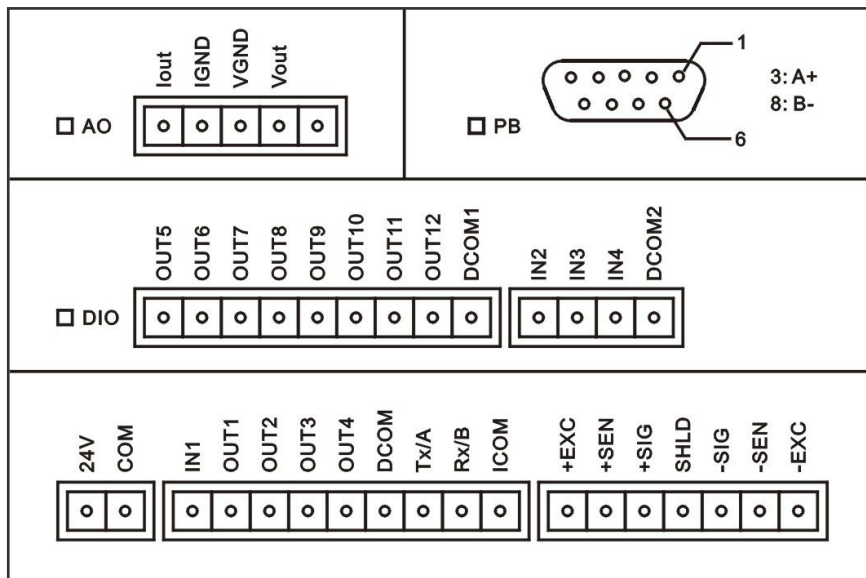 Iout IGND VGND Vout
AO
1
3: A+
8: B-
PB
6
OUT5 OUT6 OUT7 OUT8 OUT9 OUT10 OUT11 OUT12 DCOM1
IN2 IN3 IN4 DCOM2
DIO
24V COM
IN1 OUT1 OUT2 OUT3 OUT4 DCOM Tx/A Rx/B ICOM
+EXC +SEN +SIG SHLD -SIG -SEN -EXC